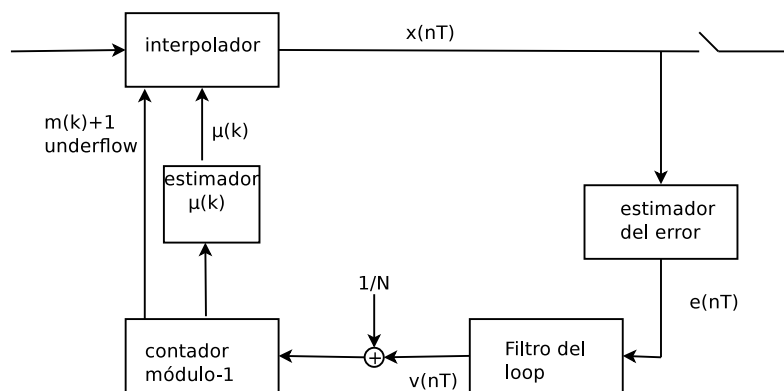 interpolador
x(nT)
m(k)+1
underflow
μ(k)
estimador
μ(k)
estimador
del error
1/N
e(nT)
contador
módulo-1
+
v(nT)
Filtro del
loop